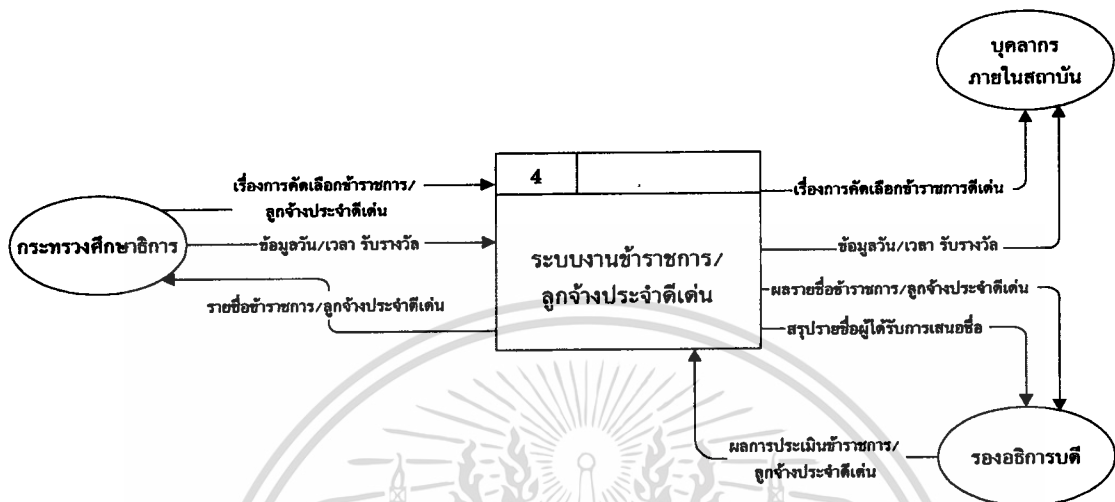 บุคลากร
ภายในสถาบัน
4
เรื่องการคัดเลือกข้าราชการ/
ลูกจ้างประจำดีเด่น
เรื่องการคัดเลือกข้าราชการดีเด่น
กระทรวงศึกษาธิการ
ข้อมูลวัน/เวลา รับรางวัล
ข้อมูลวัน/เวลา รับรางวัล
ระบบงานข้าราชการ/
ลูกจ้างประจำดีเด่น
ผลรายชื่อข้าราชการ/ลูกจ้างประจำดีเด่น
รายชื่อข้าราชการ/ลูกจ้างประจำดีเด่น
สรุปรายชื่อผู้ได้รับการเสนอชื่อ
ผลการประเมินข้าราชการ/
ลูกจ้างประจำดีเด่น
รองอธิการบดี